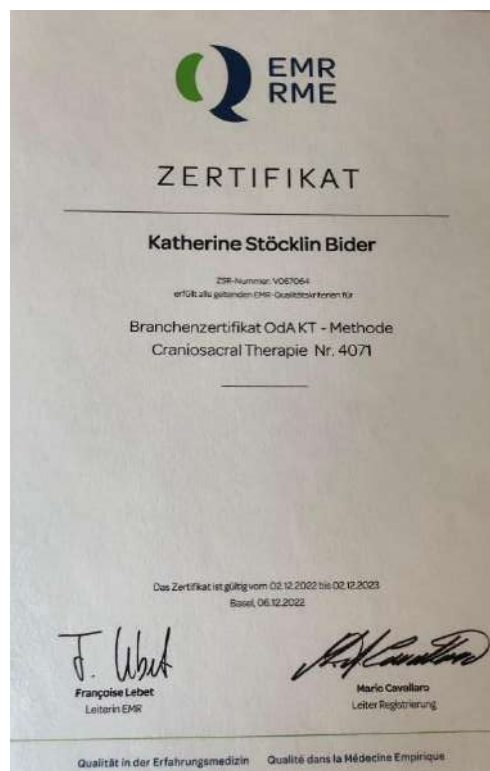 EMR
RME
ZERTIFIKAT
Katherine Stöcklin Bider
ZSR-Nummer: V067064
erfüllt alle geltenden EMR-Qualitätskriterien für
Branchenzertifikat OdA KT - Methode
Craniosacral Therapie Nr. 4071
Das Zertifikat ist gültig vom 02.12.2022 bis 02.12.2023
Basel, 06.12.2022
Françoise Lebet
Leiterin EMR
Mario Cavallaro
Leiter Registrierung
Qualität in der Erfahrungsmedizin Qualité dans la Médecine Empirique